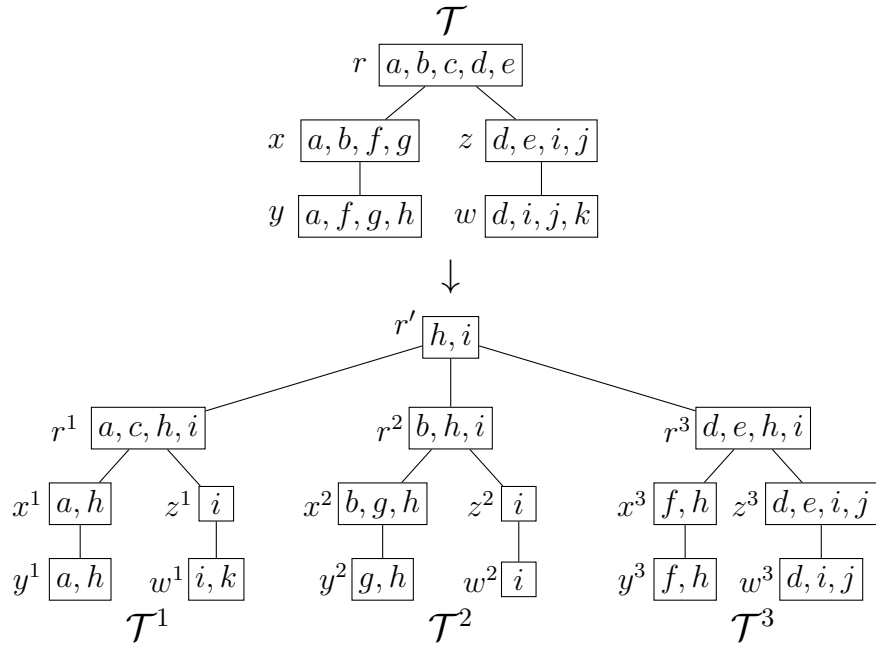 𝒯
r a, b, c, d, e
x a, b, f, g z d, e, i, j
y a, f, g, h w d, i, j, k
↓
r′ h, i
r¹ a, c, h, i r² b, h, i r³ d, e, h, i
x¹ a, h z¹ i x² b, g, h z² i x³ f, h z³ d, e, i, j
y¹ a, h w¹ i, k y² g, h w² i y³ f, h w³ d, i, j
𝒯¹ 𝒯² 𝒯³